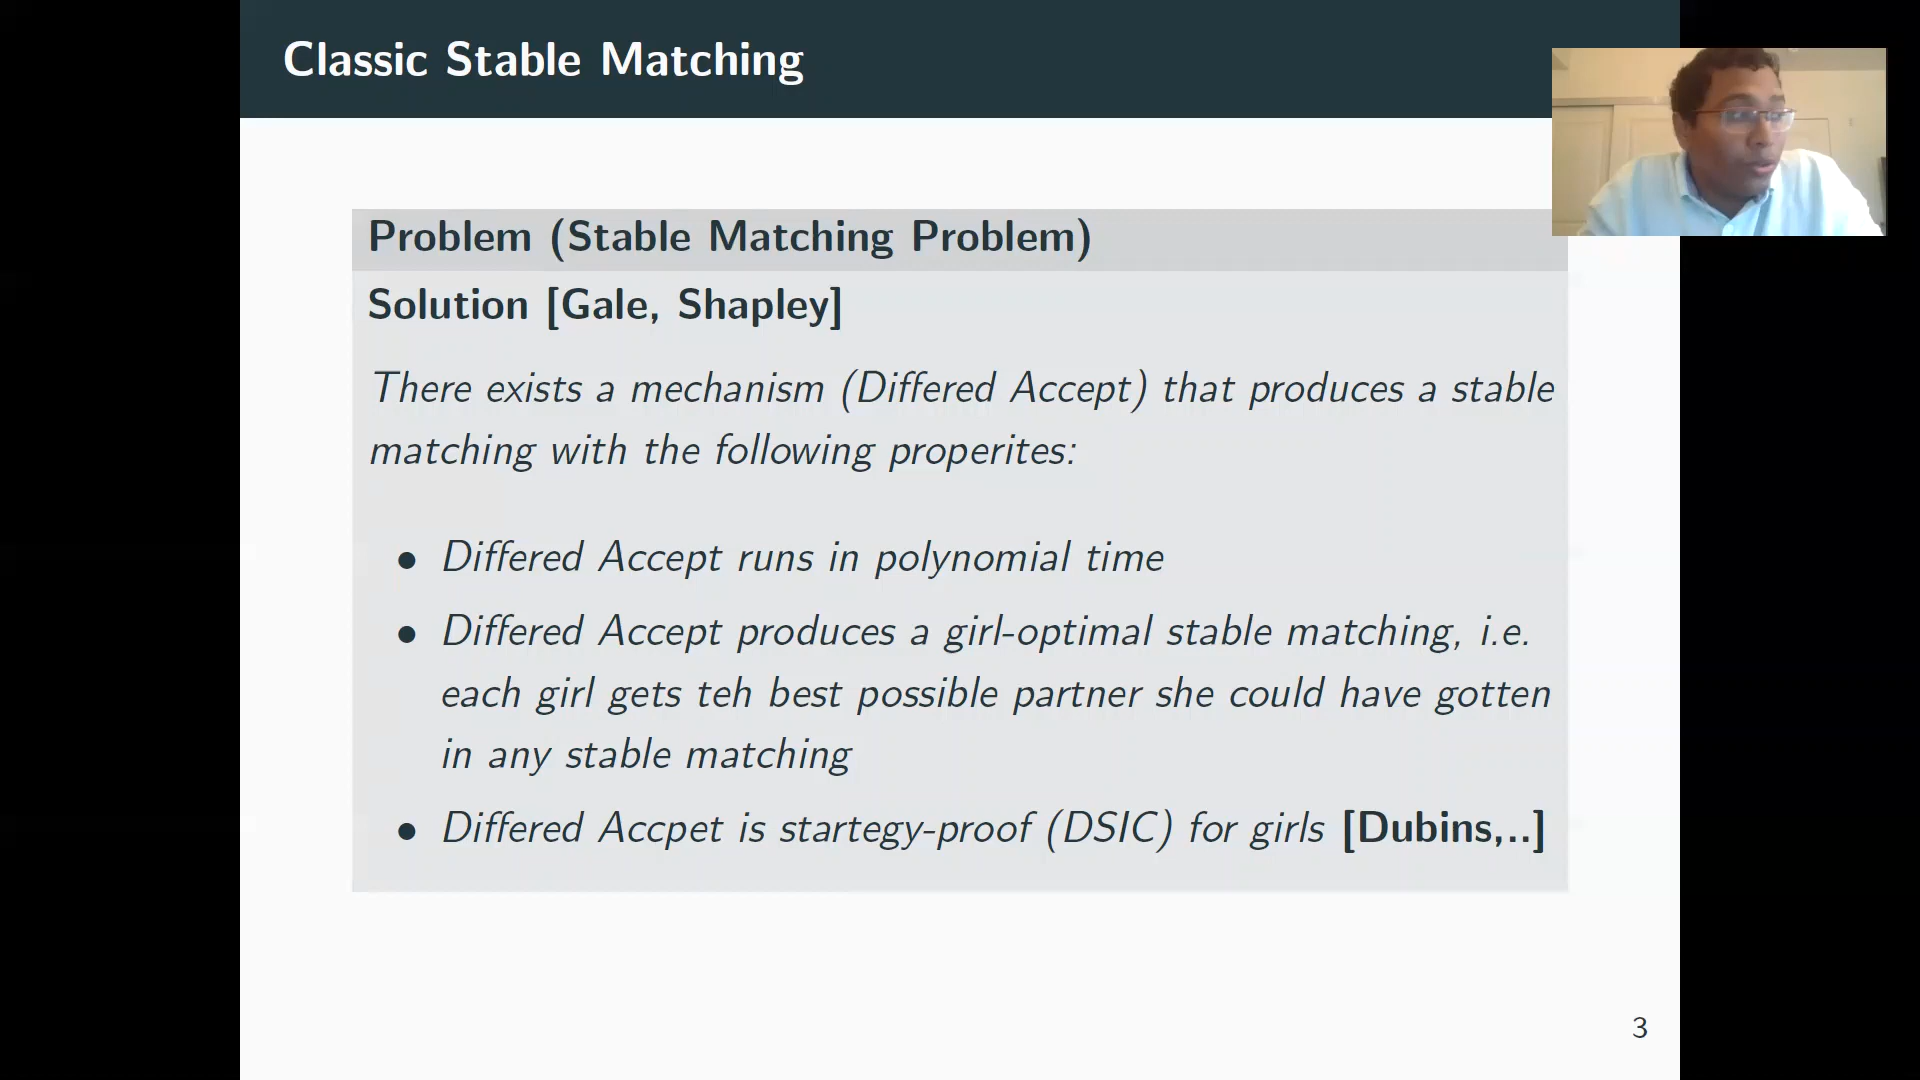 Classic Stable Matching
Problem (Stable Matching Problem)
Solution [Gale, Shapley]
There exists a mechanism (Differed Accept) that produces a stable
matching with the following properites:
• Differed Accept runs in polynomial time
• Differed Accept produces a girl-optimal stable matching, i.e.
each girl gets teh best possible partner she could have gotten
in any stable matching
• Differed Accpet is startegy-proof (DSIC) for girls [Dubins,..]
3